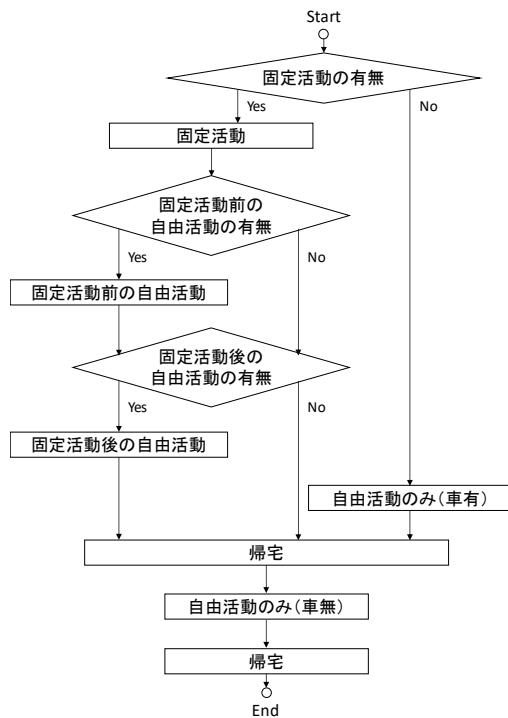 Start
固定活動の有無
Yes
No
固定活動
固定活動前の
自由活動の有無
Yes
No
固定活動前の自由活動
固定活動後の
自由活動の有無
Yes
No
固定活動後の自由活動
自由活動のみ(車有)
帰宅
自由活動のみ(車無)
帰宅
End